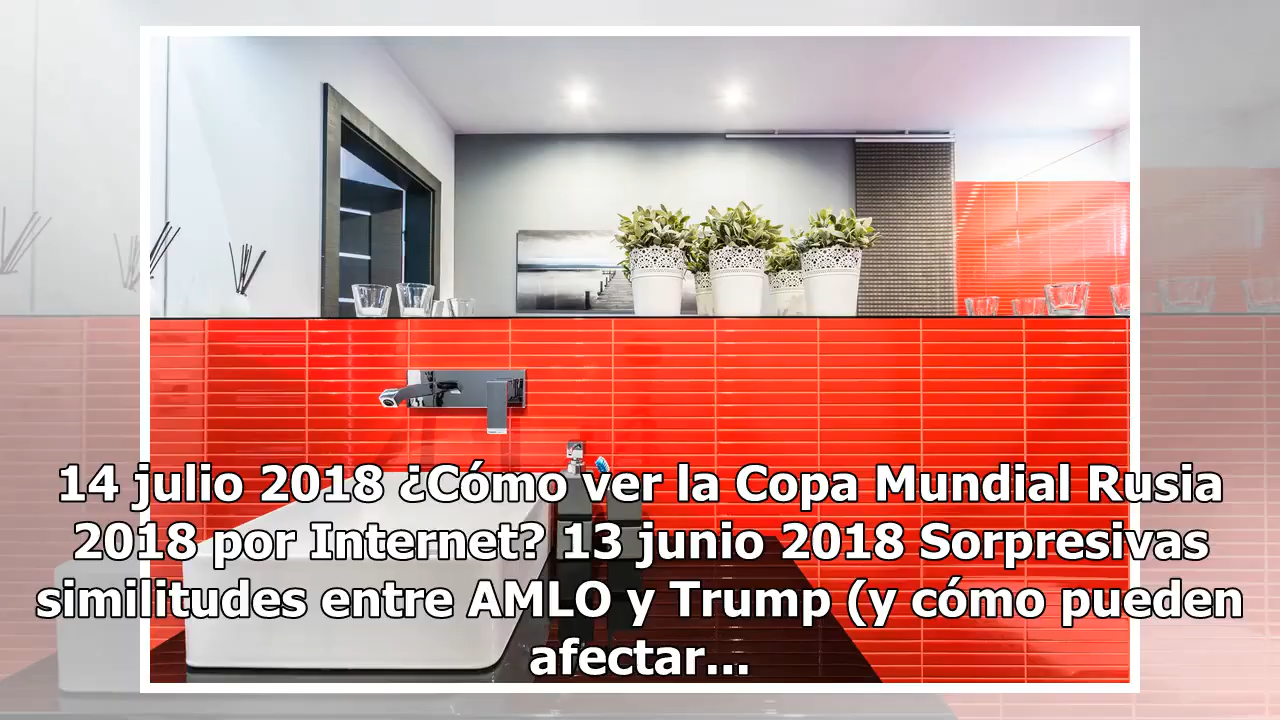 14 julio 2018 ¿Cómo ver la Copa Mundial Rusia
2018 por Internet? 13 junio 2018 Sorpresivas
similitudes entre AMLO y Trump (y cómo pueden
afectar...